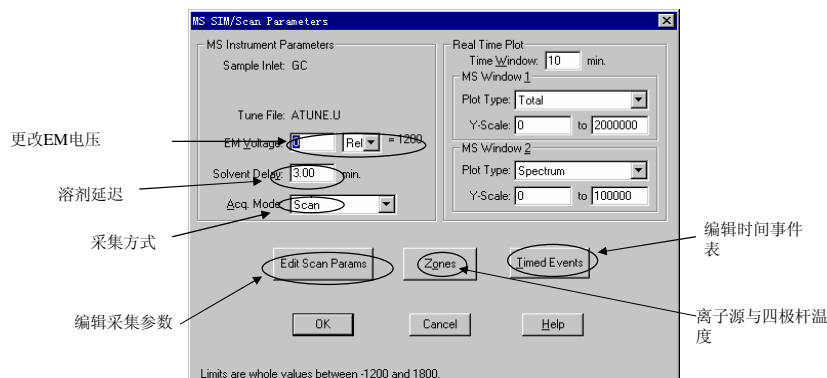 MS SIM/Scan Parameters
MS Instrument Parameters
Sample Inlet: GC
Tune File: ATUNE.U
EM Voltage: 0 Rel = 1200
Solvent Delay: 3.00 min.
Acq. Mode: Scan
Real Time Plot
Time Window: 10 min.
MS Window 1
Plot Type: Total
Y-Scale: 0 to 2000000
MS Window 2
Plot Type: Spectrum
Y-Scale: 0 to 100000
Edit Scan Params Zones Timed Events
OK Cancel Help
Limits are whole values between -1200 and 1800.
更改EM电压
溶剂延迟
采集方式
编辑采集参数
编辑时间事件
表
离子源与四极杆温
度